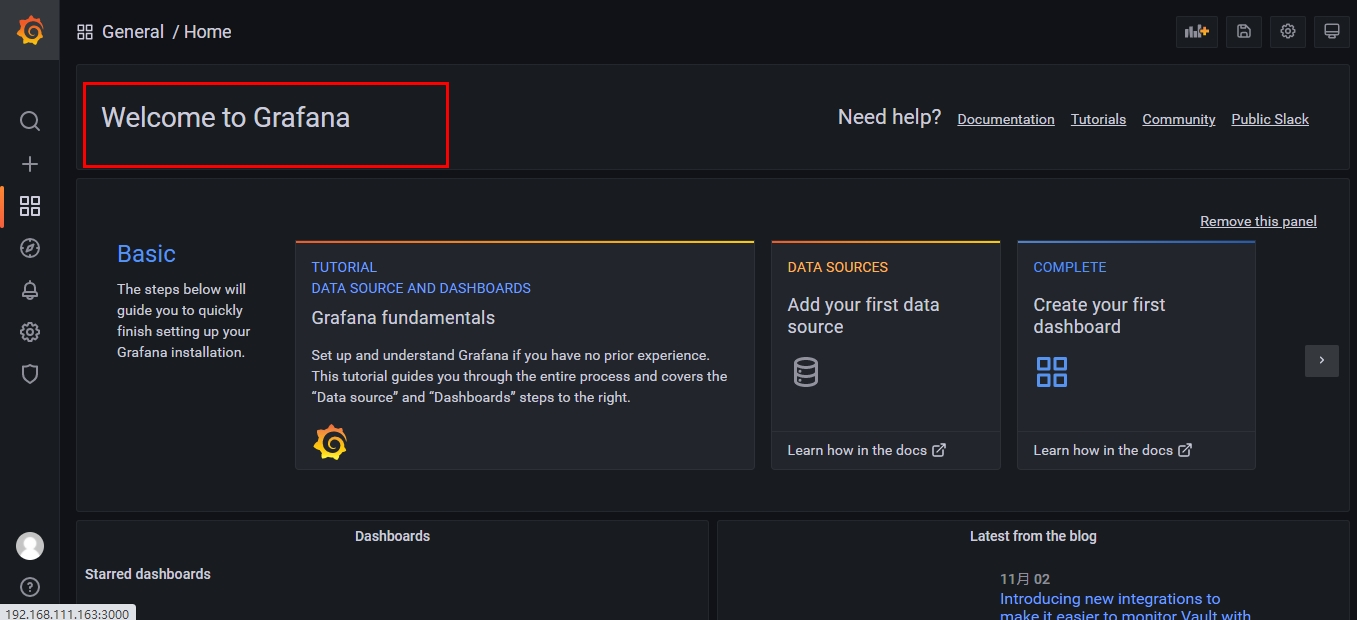 General / Home
Welcome to Grafana
Need help? Documentation Tutorials Community Public Slack
Remove this panel
Basic
The steps below will
guide you to quickly
finish setting up your
Grafana installation.
TUTORIAL
DATA SOURCE AND DASHBOARDS
Grafana fundamentals
Set up and understand Grafana if you have no prior experience.
This tutorial guides you through the entire process and covers the
“Data source” and “Dashboards” steps to the right.
DATA SOURCES
Add your first data
source
Learn how in the docs
COMPLETE
Create your first
dashboard
Learn how in the docs
Dashboards
Starred dashboards
Latest from the blog
11月 02
Introducing new integrations to
make it easier to monitor Vault with
192.168.111.163:3000